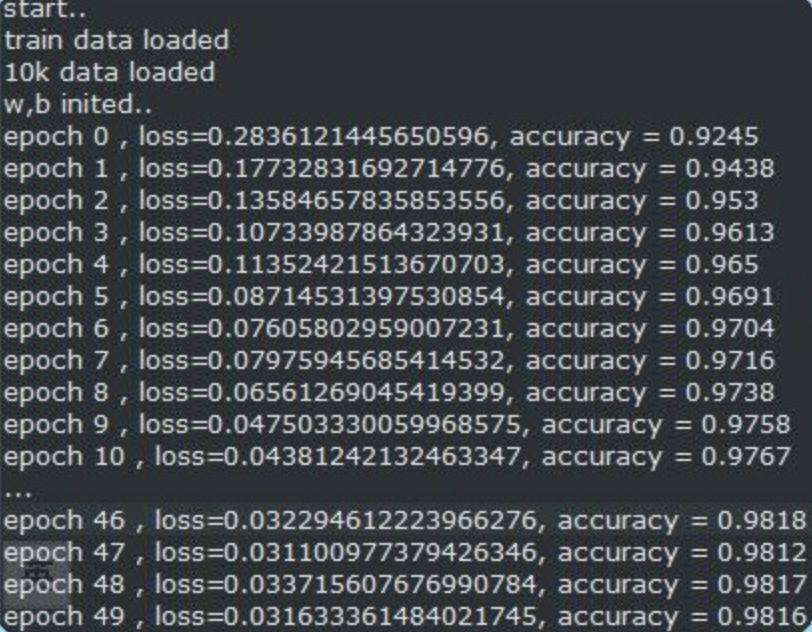 start..
train data loaded
10k data loaded
w,b inited..
epoch 0 , loss=0.2836121445650596, accuracy = 0.9245
epoch 1 , loss=0.17732831692714776, accuracy = 0.9438
epoch 2 , loss=0.13584657835853556, accuracy = 0.953
epoch 3 , loss=0.10733987864323931, accuracy = 0.9613
epoch 4 , loss=0.11352421513670703, accuracy = 0.965
epoch 5 , loss=0.08714531397530854, accuracy = 0.9691
epoch 6 , loss=0.07605802959007231, accuracy = 0.9704
epoch 7 , loss=0.07975945685414532, accuracy = 0.9716
epoch 8 , loss=0.06561269045419399, accuracy = 0.9738
epoch 9 , loss=0.047503330059968575, accuracy = 0.9758
epoch 10 , loss=0.04381242132463347, accuracy = 0.9767
...
epoch 46 , loss=0.032294612223966276, accuracy = 0.9818
epoch 47 , loss=0.031100977379426346, accuracy = 0.9812
epoch 48 , loss=0.033715607676990784, accuracy = 0.9817
epoch 49 , loss=0.031633361484021745, accuracy = 0.9816